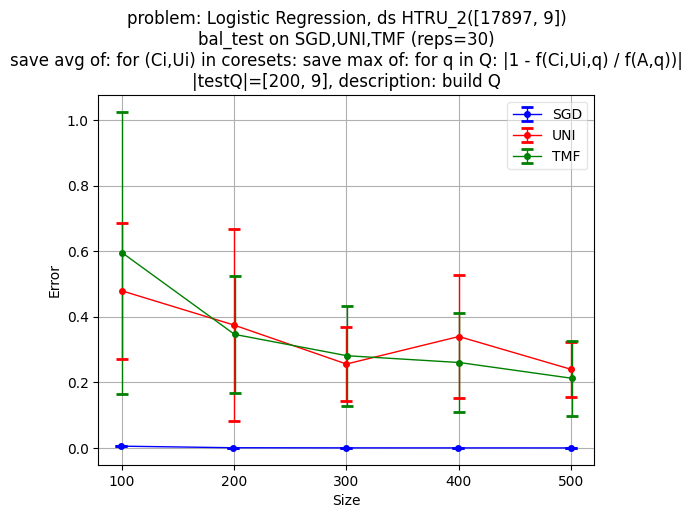 problem: Logistic Regression, ds HTRU_2([17897, 9])
bal_test on SGD,UNI,TMF (reps=30)
save avg of: for (Ci,Ui) in coresets: save max of: for q in Q: |1 - f(Ci,Ui,q) / f(A,q))|
|testQ|=[200, 9], description: build Q
SGD
UNI
TMF
1.0
0.8
0.6
0.4
0.2
0.0
Error
100
200
300
400
500
Size